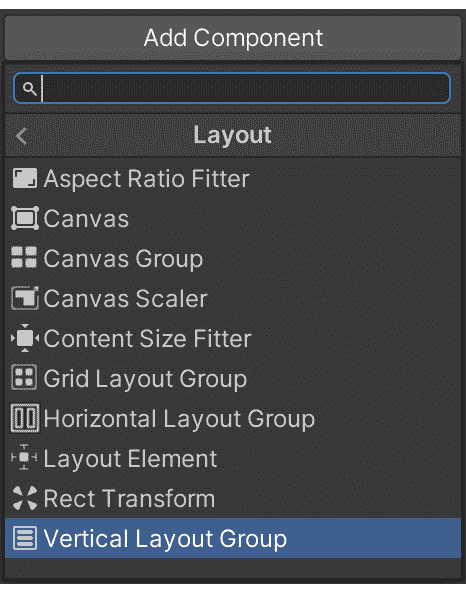 Add Component
Layout
Aspect Ratio Fitter
Canvas
Canvas Group
Canvas Scaler
Content Size Fitter
Grid Layout Group
Horizontal Layout Group
Layout Element
Rect Transform
Vertical Layout Group